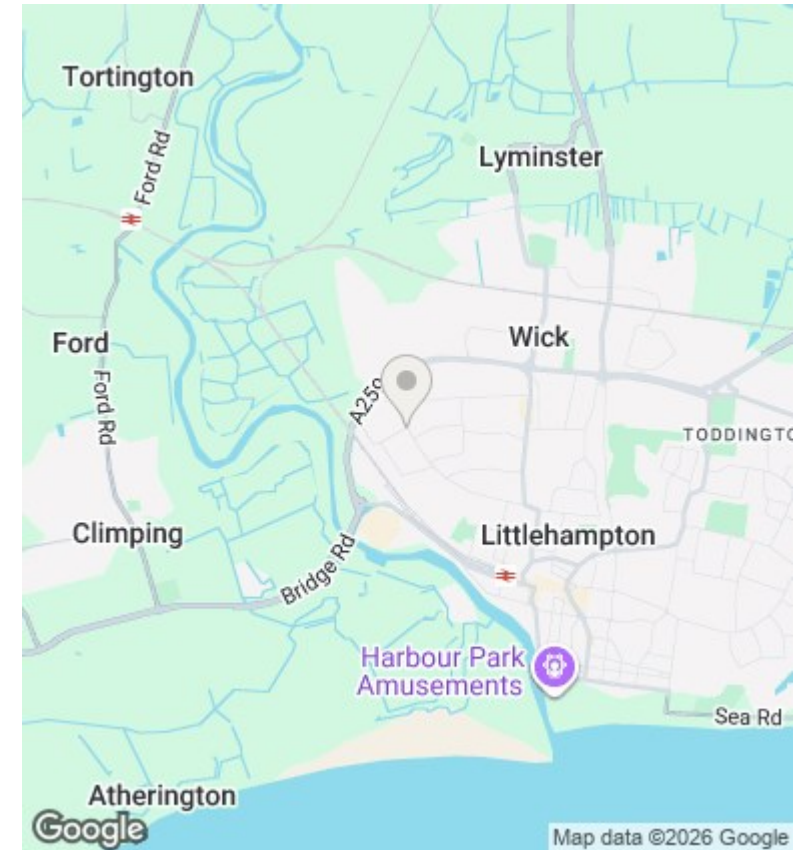 Tortington
Ford Rd
Lyminster
Ford
Wick
Ford Rd
A259
TODDINGTO
Climping
Littlehampton
Bridge Rd
Harbour Park
Amusements
Sea Rd
Atherington
Google
Map data ©2026 Google